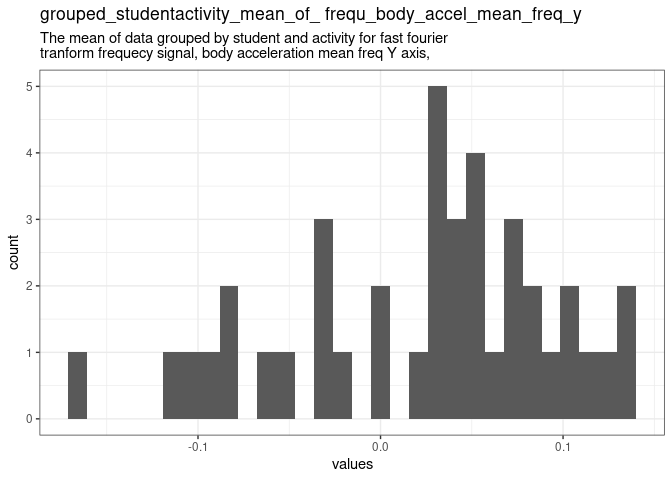 grouped_studentactivity_mean_of_ frequ_body_accel_mean_freq_y
The mean of data grouped by student and activity for fast fourier
tranform frequecy signal, body acceleration mean freq Y axis,
5
4
3
2
1
0
count
-0.1
0.0
0.1
values